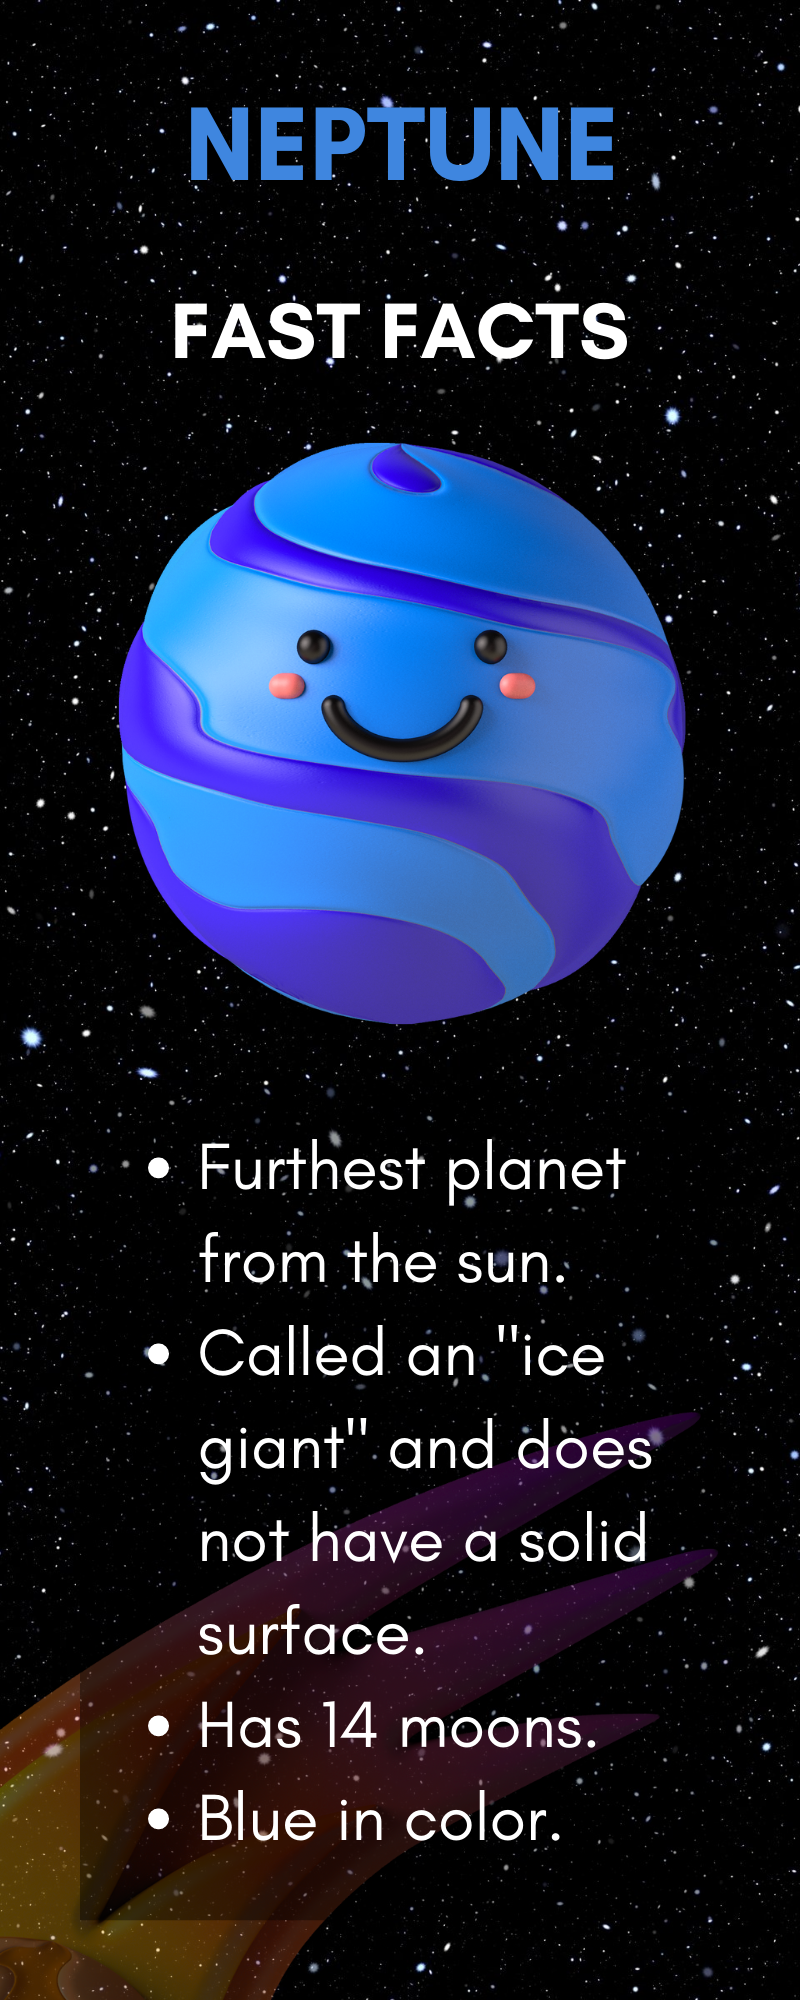 NEPTUNE
FAST FACTS
• Furthest planet
from the sun.
• Called an "ice
giant" and does
not have a solid
surface.
• Has 14 moons.
• Blue in color.